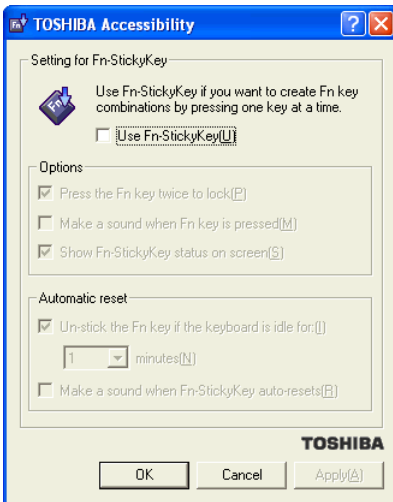 TOSHIBA Accessibility
Setting for Fn-StickyKey
Fn
Use Fn-StickyKey if you want to create Fn key
combinations by pressing one key at a time.
Use Fn-StickyKey(U)
Options
Press the Fn key twice to lock(P)
Make a sound when Fn key is pressed(M)
Show Fn-StickyKey status on screen(S)
Automatic reset
Un-stick the Fn key if the keyboard is idle for:(I)
1 minutes(N)
Make a sound when Fn-StickyKey auto-resets(R)
TOSHIBA
OK Cancel Apply(A)